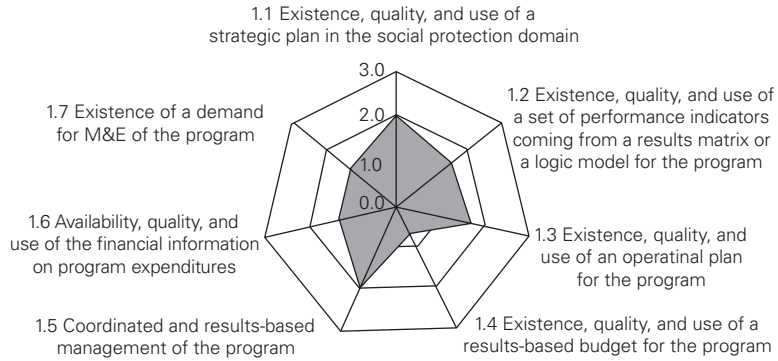 1.1 Existence, quality, and use of a
strategic plan in the social protection domain
3.0
1.2 Existence, quality, and use of
a set of performance indicators
coming from a results matrix or
a logic model for the program
1.7 Existence of a demand
for M&E of the program
2.0
1.0
0.0
1.6 Availability, quality, and
use of the financial information
on program expenditures
1.3 Existence, quality, and
use of an operatinal plan
for the program
1.5 Coordinated and results-based
management of the program
1.4 Existence, quality, and use of a
results-based budget for the program